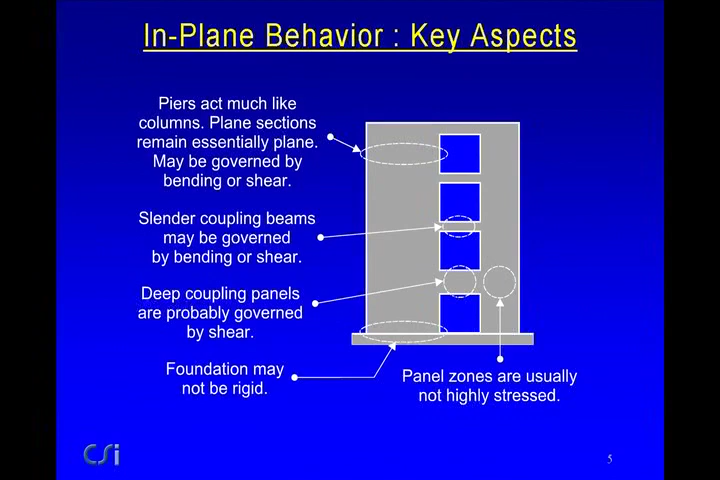 In-Plane Behavior : Key Aspects
Piers act much like
columns. Plane sections
remain essentially plane.
May be governed by
bending or shear.
Slender coupling beams
may be governed
by bending or shear.
Deep coupling panels
are probably governed
by shear.
Foundation may
not be rigid.
Panel zones are usually
not highly stressed.
CSi
5